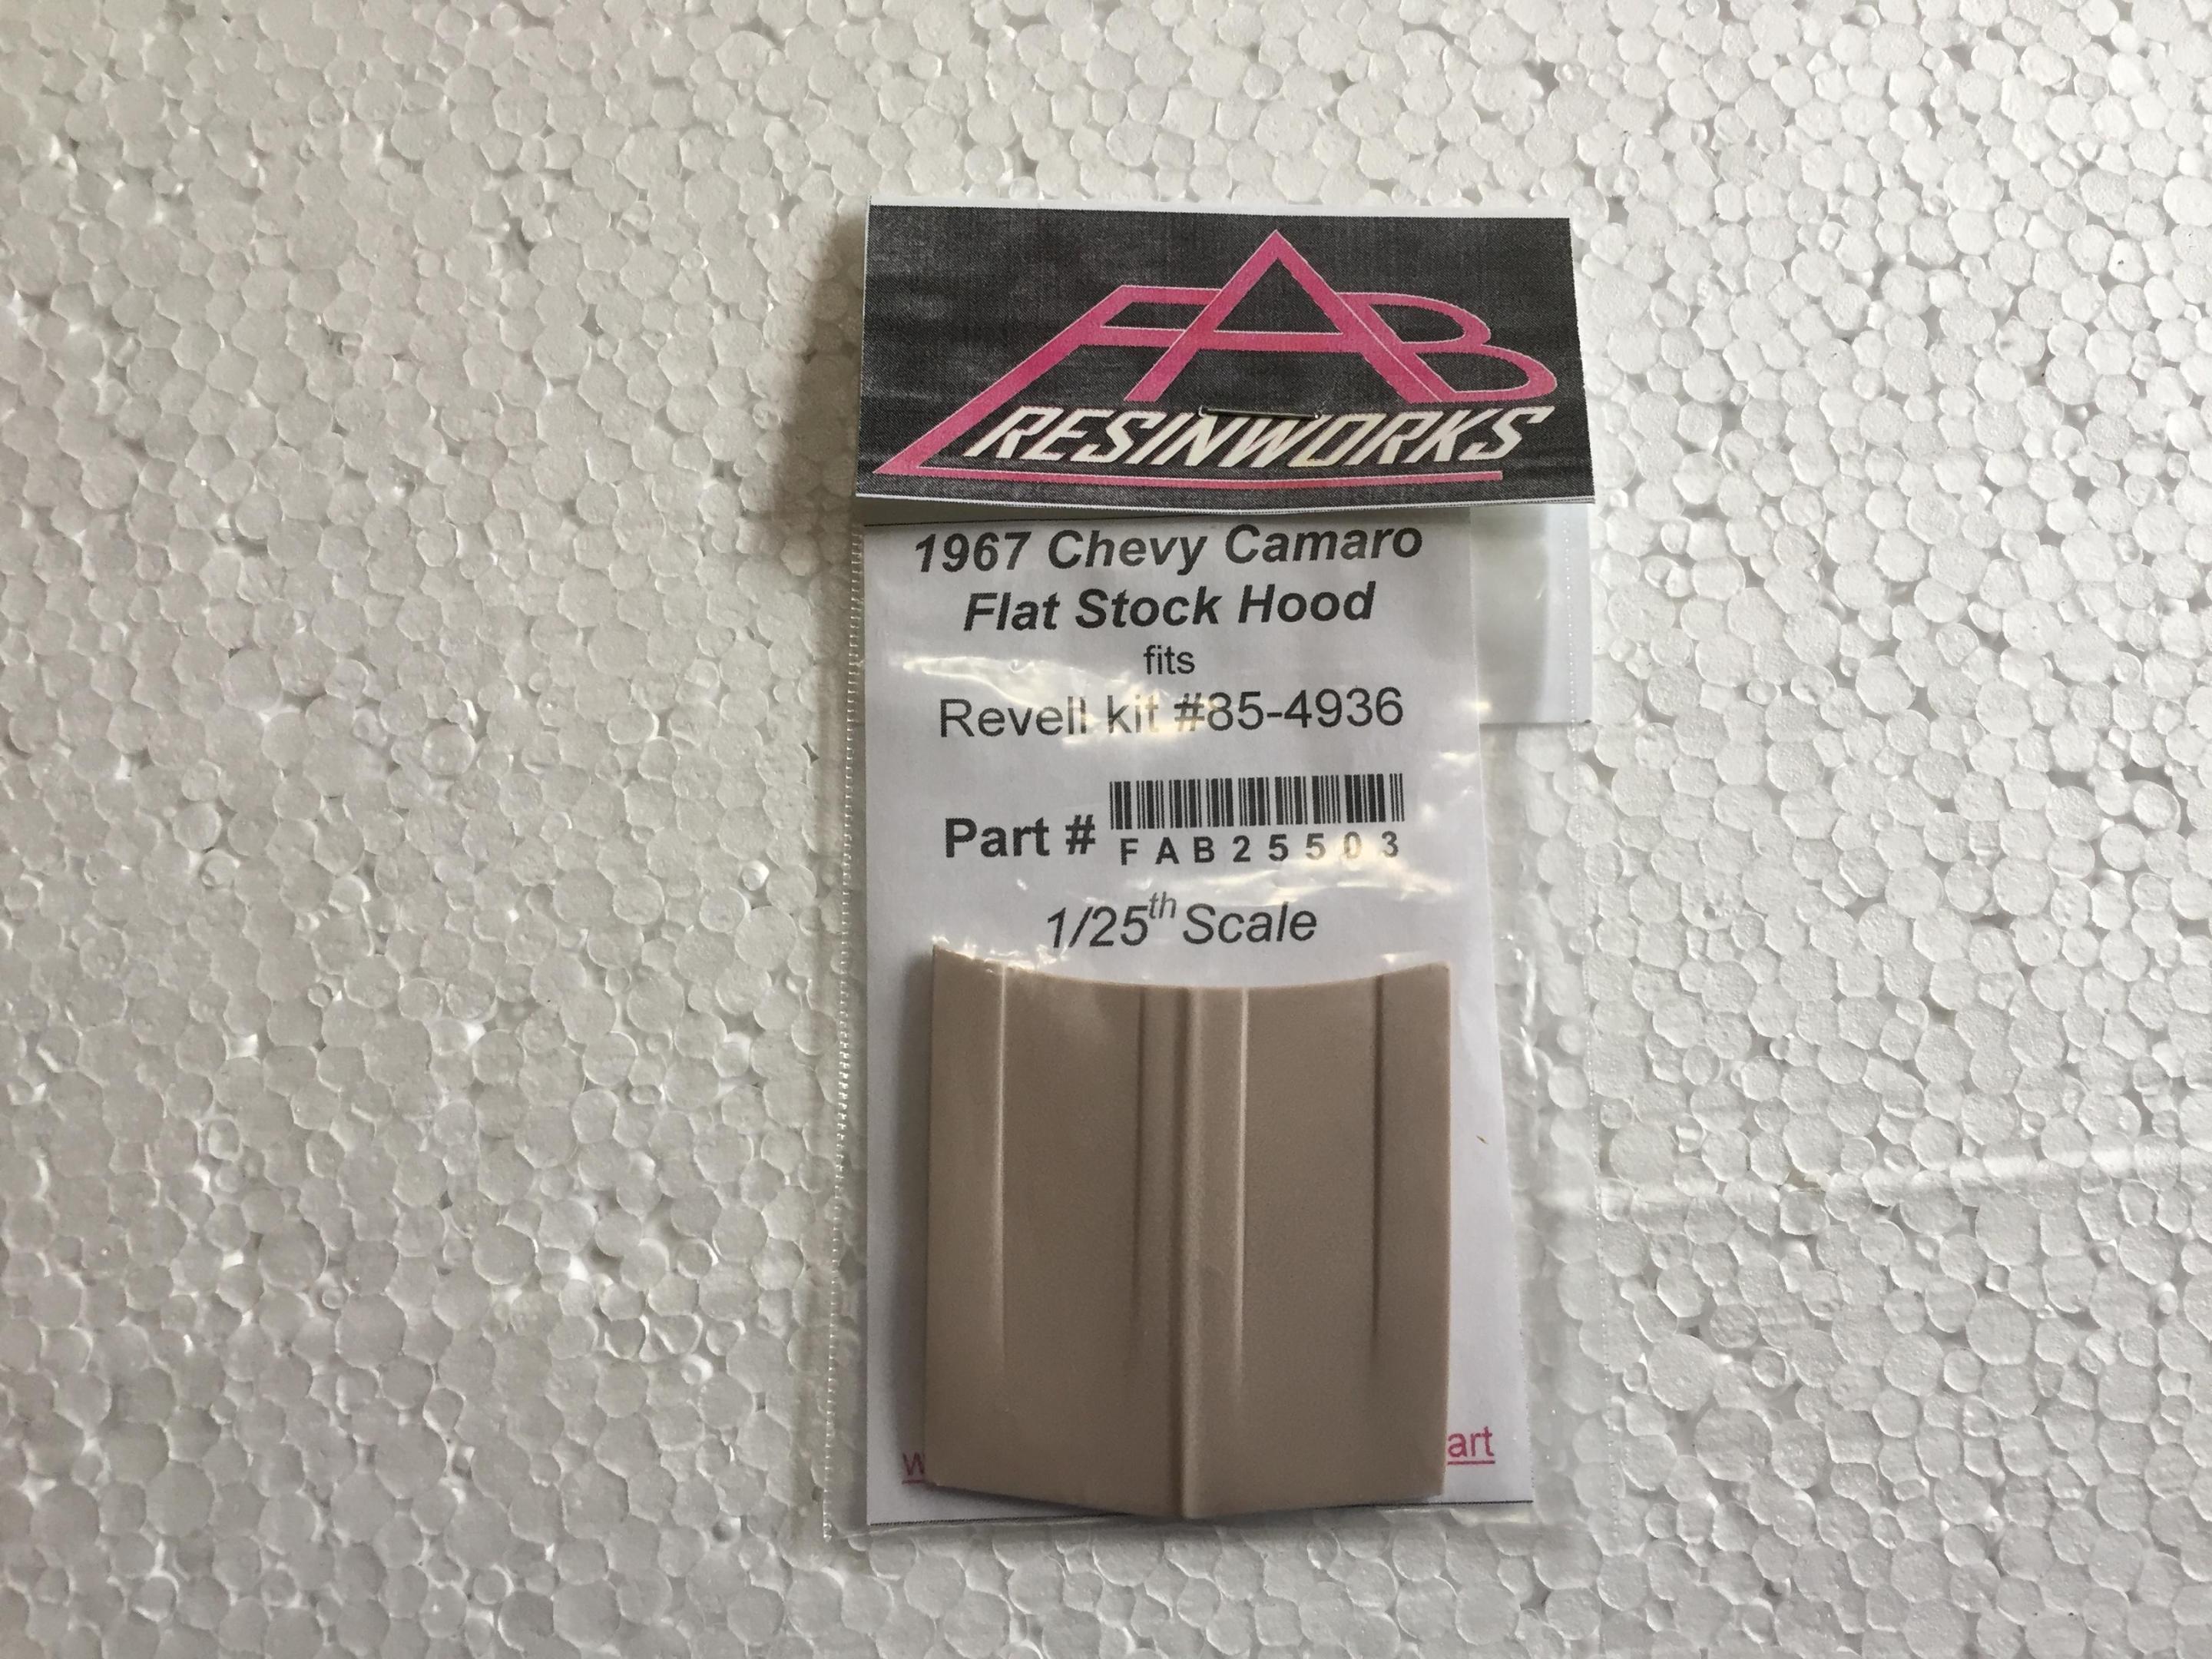 FAB
RESINWORKS
1967 Chevy Camaro
Flat Stock Hood
fits
Revell kit #85-4936
Part #
FAB25503
1/25th Scale